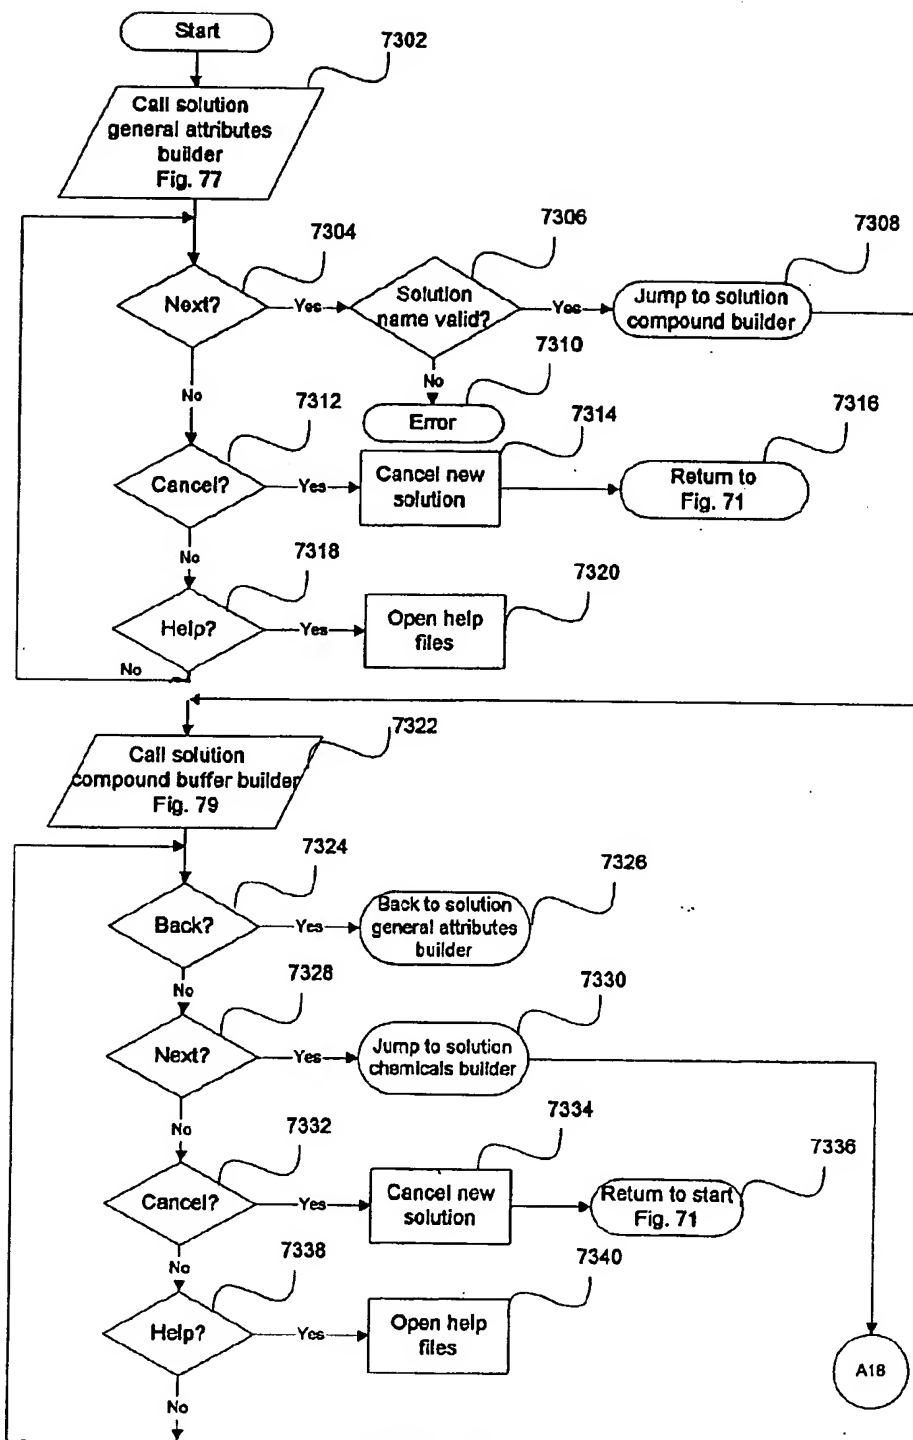 Start
7302
Call solution
general attributes
builder
Fig. 77
7304
7306
7308
Next?
Yes
Solution
name valid?
Yes
Jump to solution
compound builder
No
7310
Error
No
7312
7314
7316
Cancel?
Yes
Cancel new
solution
Return to
Fig. 71
No
7318
7320
Help?
Yes
Open help
files
No
7322
Call solution
compound buffer builder
Fig. 79
7324
7326
Back?
Yes
Back to solution
general attributes
builder
No
7328
7330
Next?
Yes
Jump to solution
chemicals builder
No
7332
7334
7336
Cancel?
Yes
Cancel new
solution
Return to start
Fig. 71
No
7338
7340
Help?
Yes
Open help
files
A18
No